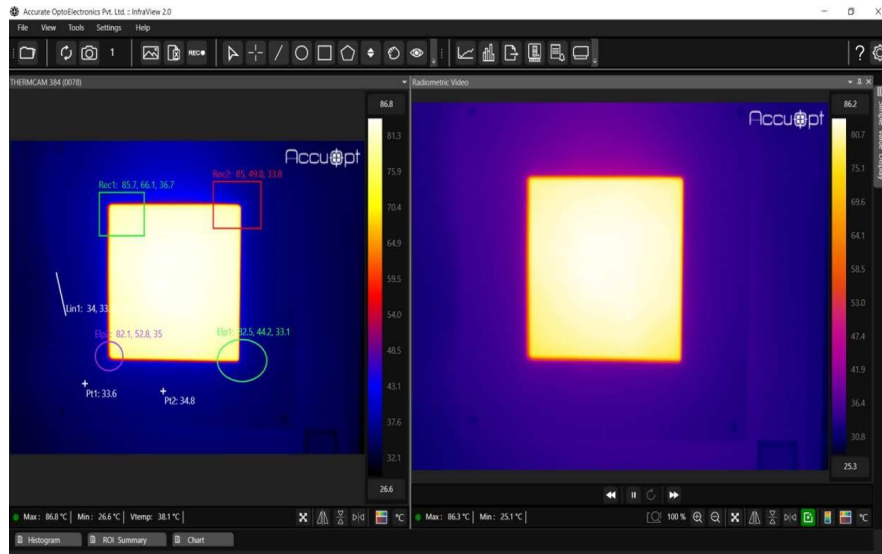 Accurate OptoElectronics Pvt. Ltd. :: InfraView 2.0
File View Tools Settings Help
1
REC
?
THERMCAM 384 (0078)
Radiometric Video
86.8
81.3
75.9
70.4
64.9
59.5
54.0
48.5
43.1
37.6
32.1
26.6
AccuOpt
Rec1: 85.7, 66.1, 36.7
Rec2: 85, 49.8, 33.8
Lin1: 34, 33.
82.1, 52.8, 35
Elp1: 82.5, 44.2, 33.1
Pt1: 33.6
Pt2: 34.8
86.2
80.7
75.1
69.6
64.1
58.5
53.0
47.4
41.9
36.4
30.8
25.3
AccuOpt
Simple Value Display
Max: 86.8 °C | Min: 26.6 °C | Vtemp: 38.1 °C |
°C
Max: 86.3 °C | Min: 25.1 °C |
100 %
°C
Histogram
ROI Summary
Chart